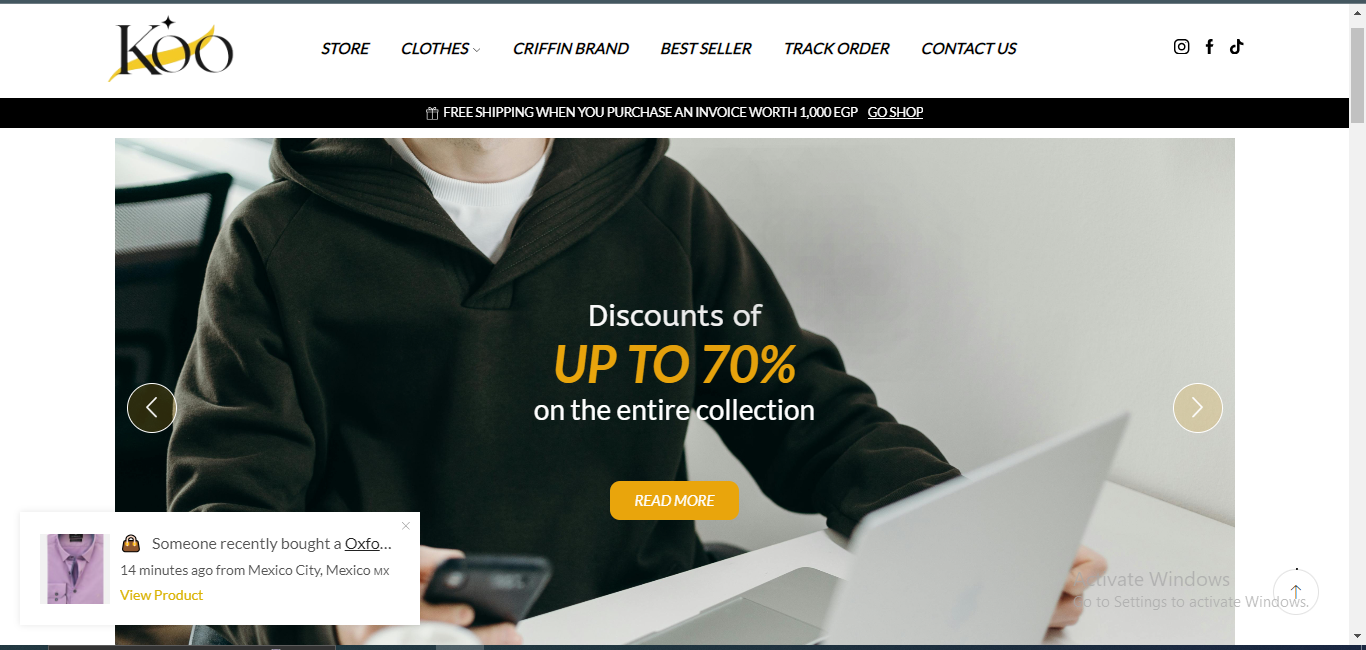 KOO
STORE CLOTHES CRIFFIN BRAND BEST SELLER TRACK ORDER CONTACT US
FREE SHIPPING WHEN YOU PURCHASE AN INVOICE WORTH 1,000 EGP GO SHOP
Discounts of
UP TO 70%
on the entire collection
READ MORE
Someone recently bought a Oxfo...
14 minutes ago from Mexico City, Mexico MX
View Product
Activate Windows
Go to Settings to activate Windows.